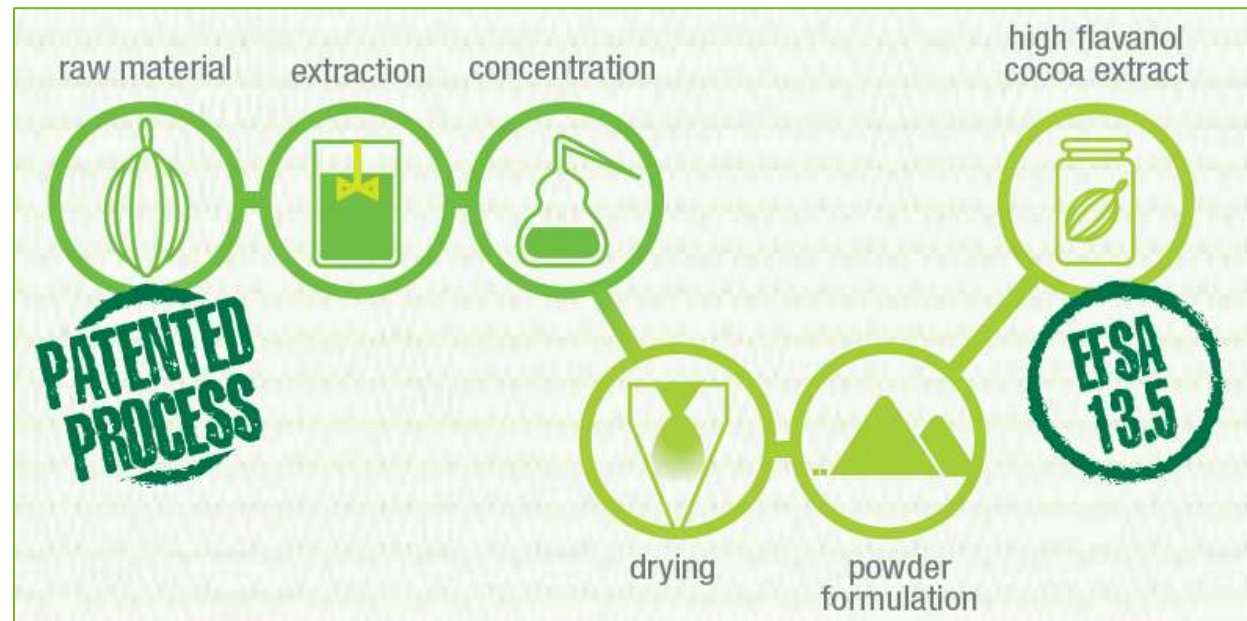 raw material
extraction
concentration
high flavanol
cocoa extract
PATENTED
PROCESS
EFSA
13.5
drying
powder
formulation